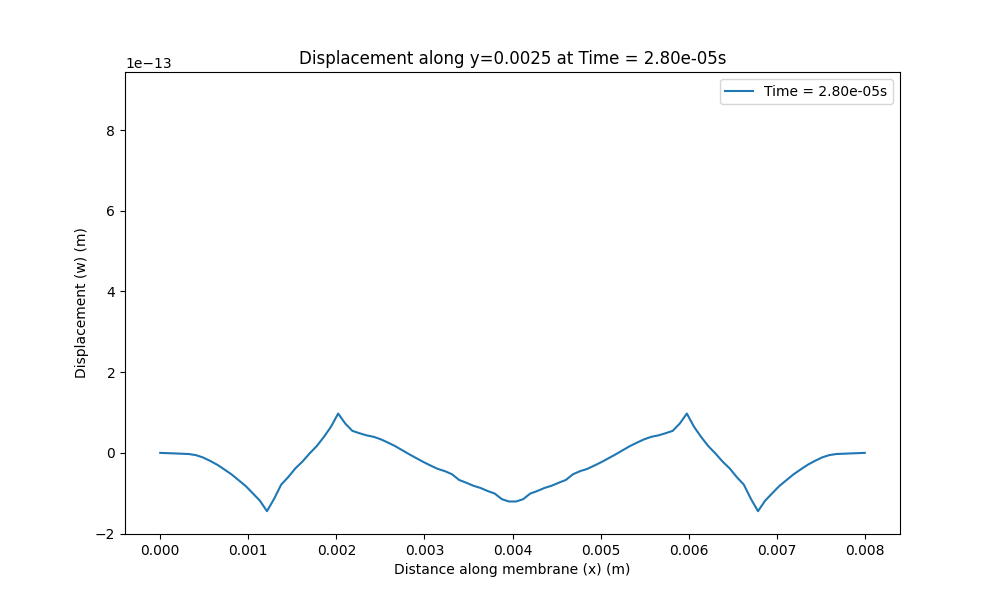 Displacement along y=0.0025 at Time = 2.80e-05s
1e−13
Time = 2.80e-05s
8
6
4
2
0
−2
Displacement (w) (m)
0.000 0.001 0.002 0.003 0.004 0.005 0.006 0.007 0.008
Distance along membrane (x) (m)